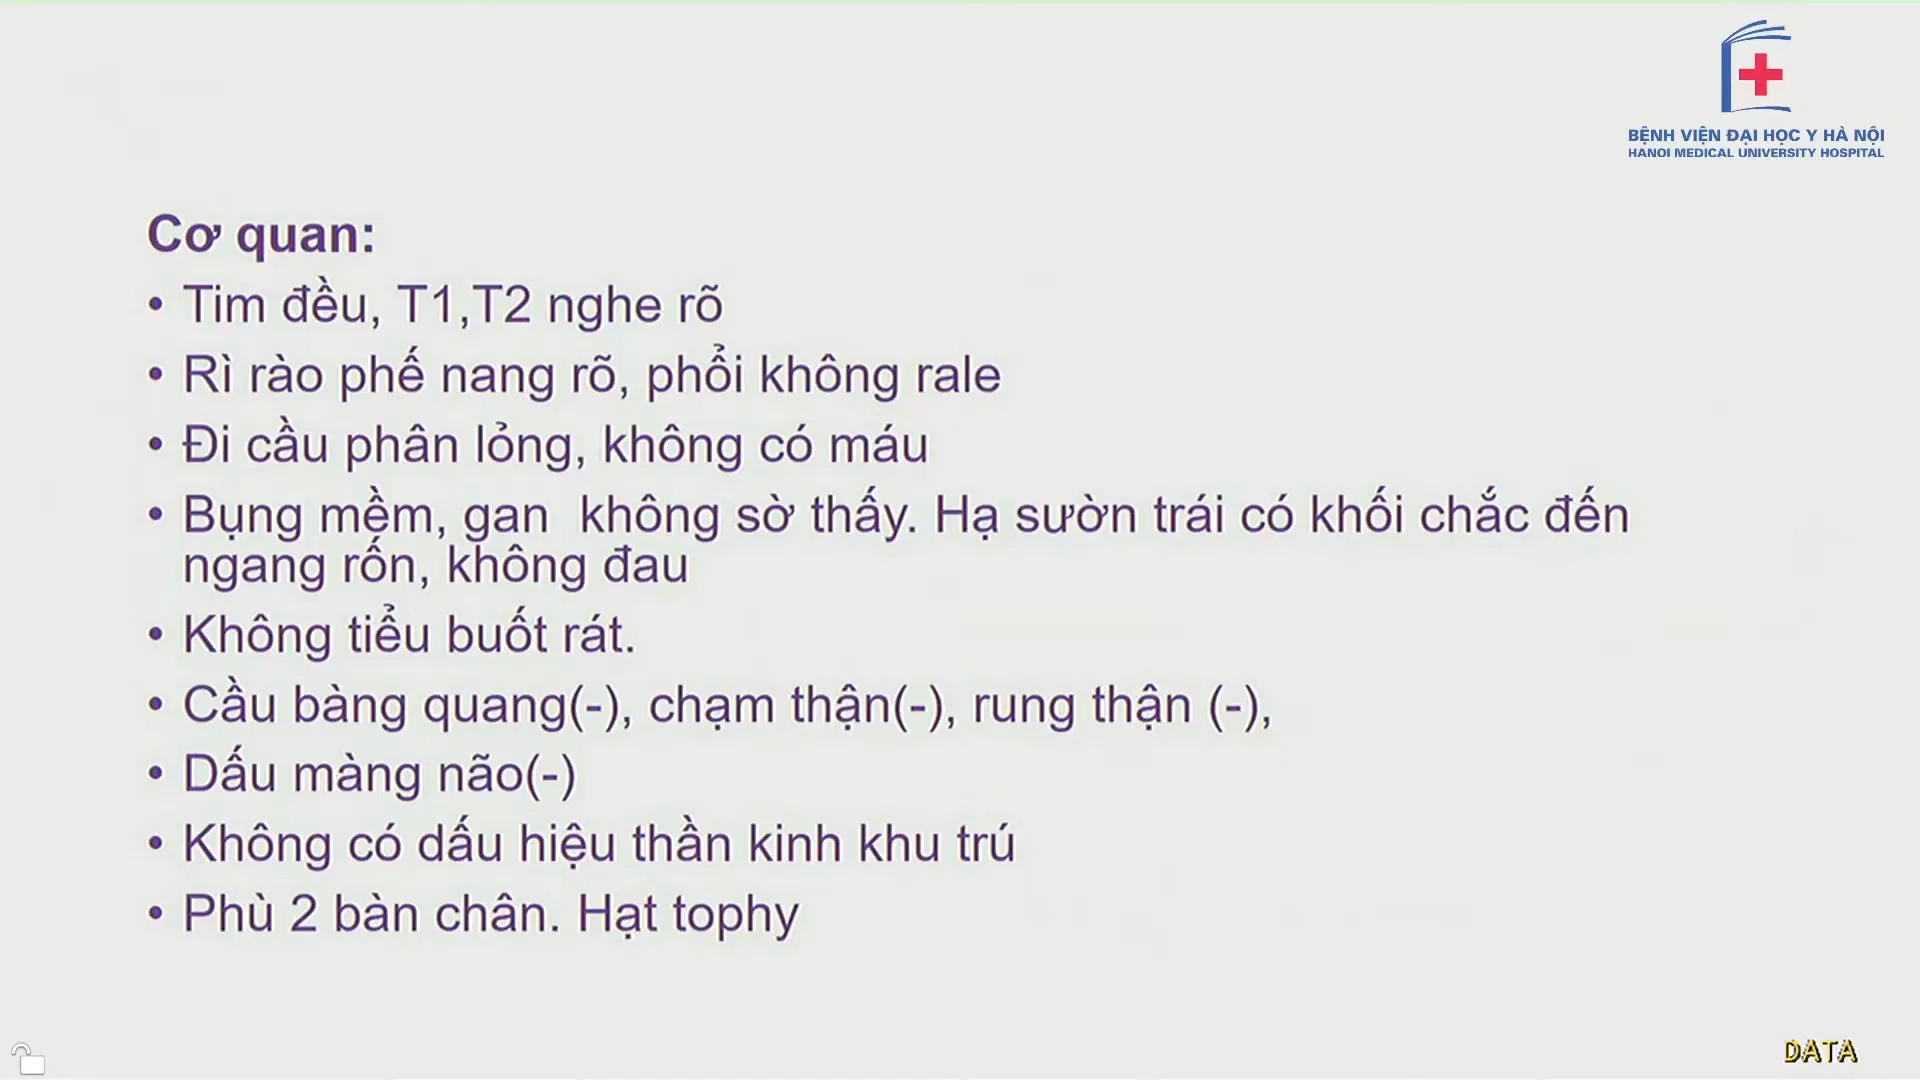 BỆNH VIỆN ĐẠI HỌC Y HÀ NỘI
HANOI MEDICAL UNIVERSITY HOSPITAL
Cơ quan:
• Tim đều, T1,T2 nghe rõ
• Rì rào phế nang rõ, phổi không rale
• Đi cầu phân lỏng, không có máu
• Bụng mềm, gan  không sờ thấy. Hạ sườn trái có khối chắc đến
ngang rốn, không đau
• Không tiểu buốt rát.
• Cầu bàng quang(-), chạm thận(-), rung thận (-),
• Dấu màng não(-)
• Không có dấu hiệu thần kinh khu trú
• Phù 2 bàn chân. Hạt tophy
DATA